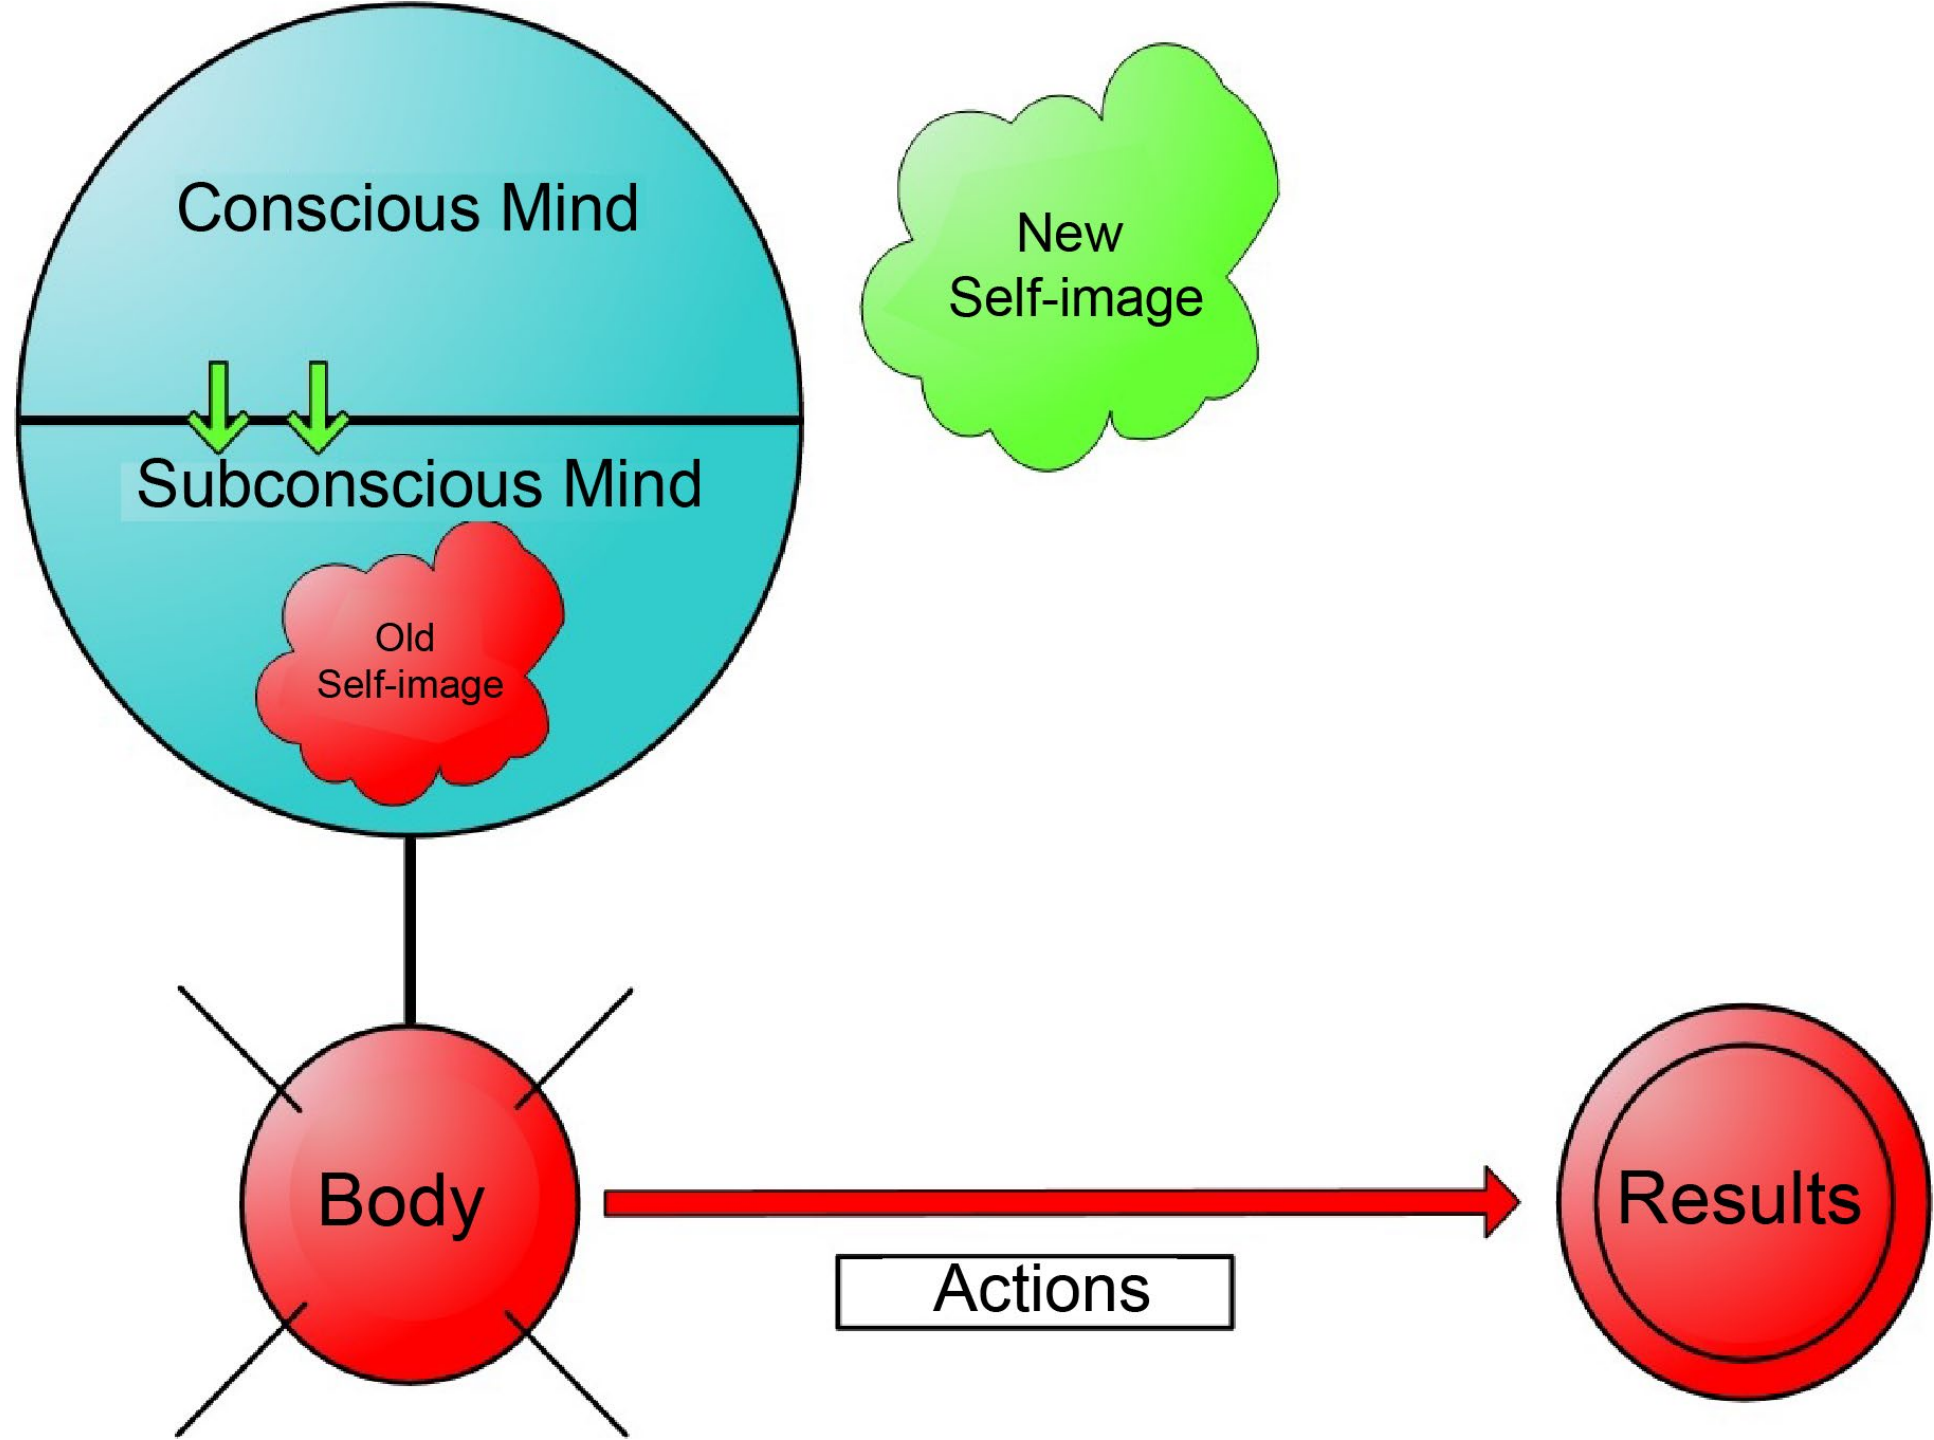 Conscious Mind
New
Self-image
Subconscious Mind
Old
Self-image
Body
Results
Actions